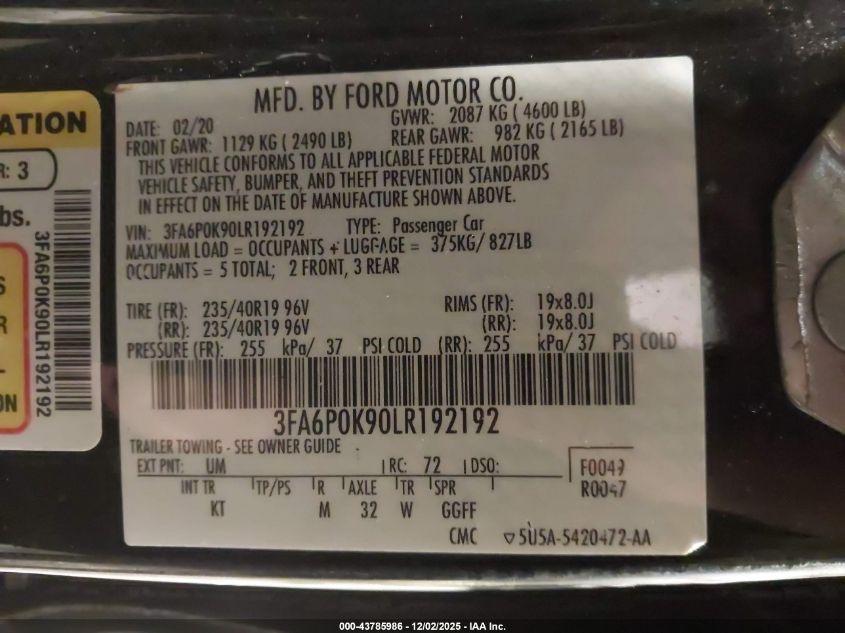 ATION
R: 3
bs.
S
R
L
ON
3FA6P0K90LR192192
MFD. BY FORD MOTOR CO.
DATE: 02/20 GVWR: 2087 KG ( 4600 LB)
FRONT GAWR: 1129 KG ( 2490 LB) REAR GAWR: 982 KG ( 2165 LB)
THIS VEHICLE CONFORMS TO ALL APPLICABLE FEDERAL MOTOR
VEHICLE SAFETY, BUMPER, AND THEFT PREVENTION STANDARDS
IN EFFECT ON THE DATE OF MANUFACTURE SHOWN ABOVE.
VIN: 3FA6P0K90LR192192 TYPE: Passenger Car
MAXIMUM LOAD = OCCUPANTS + LUGGAGE = 375KG/ 827LB
OCCUPANTS = 5 TOTAL; 2 FRONT, 3 REAR
TIRE (FR): 235/40R19 96V RIMS (FR): 19x8.0J
(RR): 235/40R19 96V (RR): 19x8.0J
PRESSURE (FR): 255 kPa/ 37 PSI COLD (RR): 255 kPa/ 37 PSI COLD
3FA6P0K90LR192192
TRAILER TOWING - SEE OWNER GUIDE
EXT PNT: UM RC: 72 DSO: F0049
INT TR TP/PS R AXLE TR SPR R0047
KT M 32 W GGFF
CMC ▽5U5A-5420472-AA
000-43785986 - 12/02/2025 - IAA Inc.